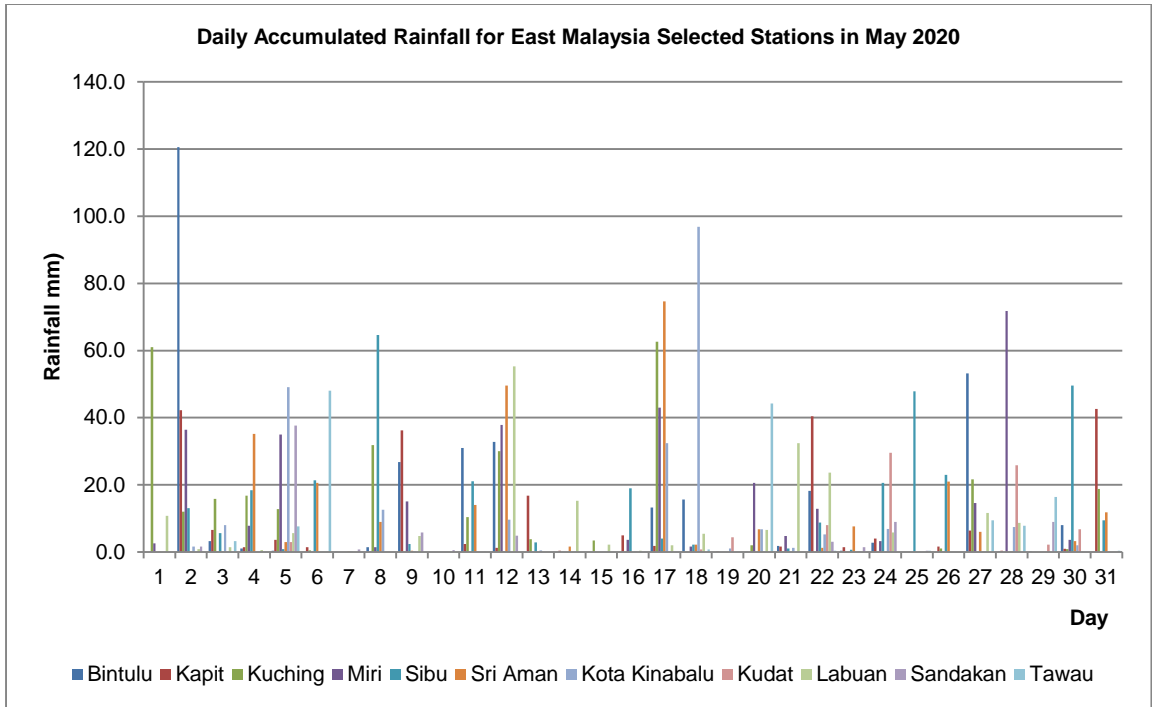 Daily Accumulated Rainfall for East Malaysia Selected Stations in May 2020
140.0
120.0
100.0
80.0
60.0
40.0
20.0
0.0
Rainfall mm)
1 2 3 4 5 6 7 8 9 10 11 12 13 14 15 16 17 18 19 20 21 22 23 24 25 26 27 28 29 30 31
Day
Bintulu Kapit Kuching Miri Sibu Sri Aman Kota Kinabalu Kudat Labuan Sandakan Tawau